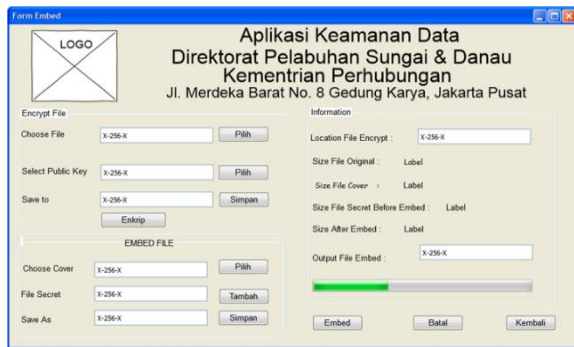 Form Embed
LOGO
Aplikasi Keamanan Data
Direktorat Pelabuhan Sungai & Danau
Kementrian Perhubungan
Jl. Merdeka Barat No. 8 Gedung Karya, Jakarta Pusat
Encrypt File
Choose File X-256-X Pilih
Select Public Key X-256-X Pilih
Save to X-256-X Simpan
Enkrip
EMBED FILE
Choose Cover X-256-X Pilih
File Secret X-256-X Tambah
Save As X-256-X Simpan
Information
Location File Encrypt : X-256-X
Size File Original : Label
Size File Cover : Label
Size File Secret Before Embed : Label
Size After Embed : Label
Output File Embed : X-256-X
Embed Batal Kembali